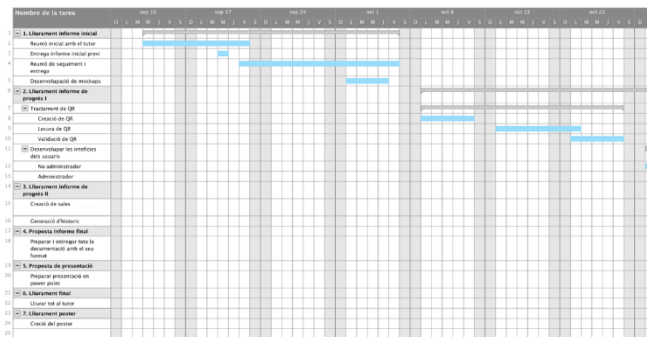 Nombre de la tarea sep 10 sep 17 sep 24 oct 1 oct 8 oct 15 oct 22
D L M M J V S D L M M J V S D L M M J V S D L M M J V S D L M M J V S D L M M J V S D L M M J V S D
1 1. Lliurament informe inicial
2 Reunió inicial amb el tutor
3 Entrega informe inicial previ
4 Reunió de seguiment i
entrega
5 Desenvolupació de mockups
6 2. Lliurament informe de
progrés I
7 Tractament de QR
8 Creació de QR
9 Lecura de QR
10 Validació de QR
11 Desenvolupar les intefícies
dels usuaris
12 No administrador
13 Administrador
14 3. Lliurament informe de
progrés II
15 Creació de sales
16 Generació d'històric
17 4. Proposta informe final
18 Preparar i entregar tota la
documentació amb el seu
format
19 5. Proposta de presentació
20 Preparar presentació en
power point
21 6. Lliurament final
22 Lliurar tot al tutor
23 7. Lliurament poster
24 Creció del poster
25